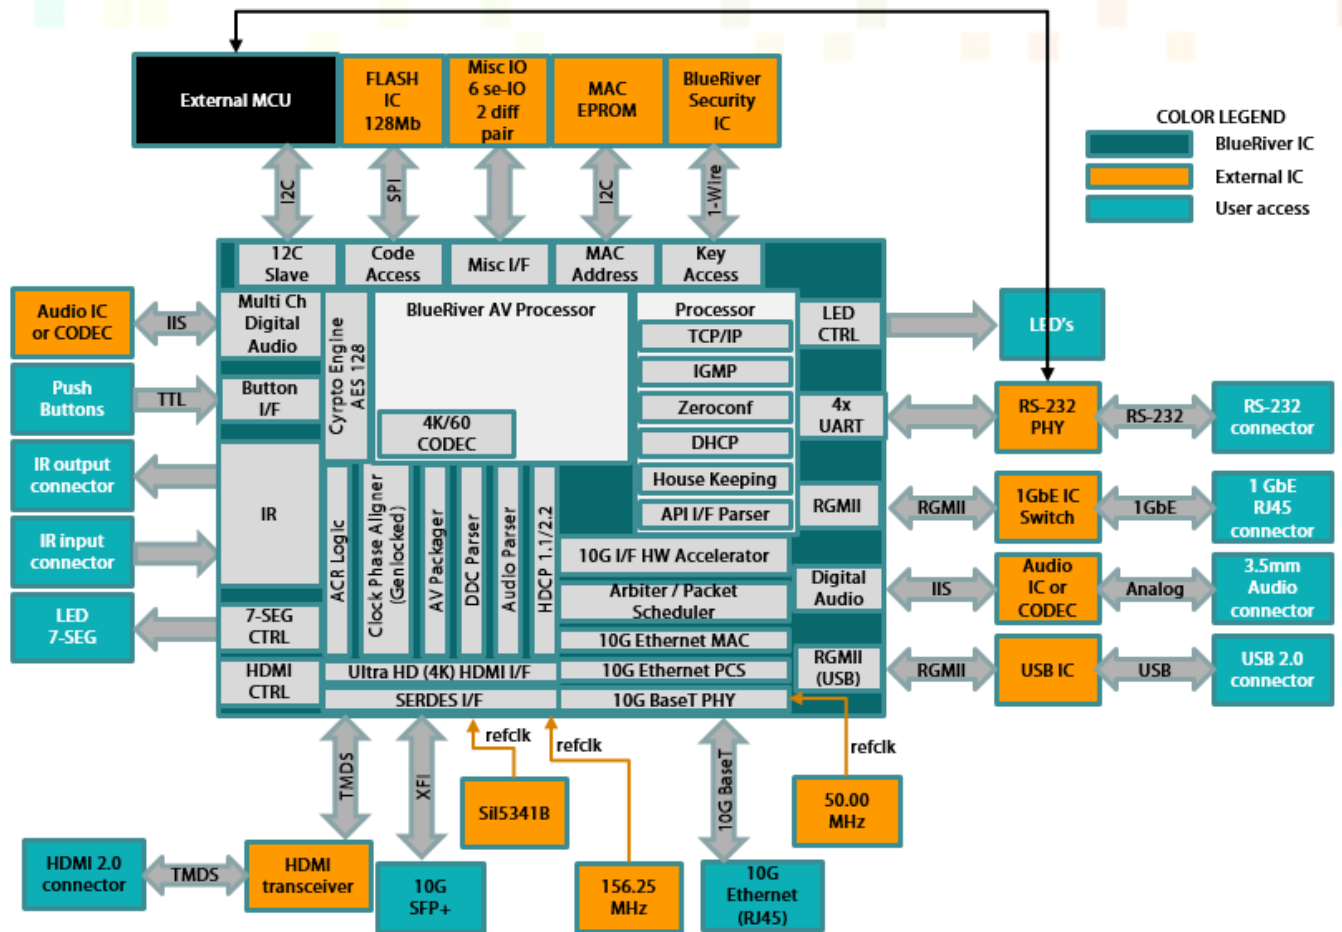 External MCU
FLASH
IC
128Mb
Misc IO
6 se-IO
2 diff
pair
MAC
EPROM
BlueRiver
Security
IC
COLOR LEGEND
BlueRiver IC
External IC
User access
I2C
SPI
I2C
1-Wire
12C
Slave
Code
Access
Misc I/F
MAC
Address
Key
Access
Audio IC
or CODEC
IIS
Multi Ch
Digital
Audio
Cyrpto Engine
AES 128
BlueRiver AV Processor
4K/60
CODEC
Processor
TCP/IP
IGMP
Zeroconf
DHCP
House Keeping
API I/F Parser
LED
CTRL
LED's
Push
Buttons
TTL
Button
I/F
4x
UART
RS-232
PHY
RS-232
RS-232
connector
IR output
connector
IR
IR input
connector
RGMII
RGMII
1GbE IC
Switch
1GbE
1 GbE
RJ45
connector
ACR Logic
Clock Phase Aligner
(Genlocked)
AV Packager
DDC Parser
Audio Parser
HDCP 1.1/2.2
10G I/F HW Accelerator
Arbiter / Packet
Scheduler
10G Ethernet MAC
10G Ethernet PCS
10G BaseT PHY
Digital
Audio
IIS
Audio
IC or
CODEC
Analog
3.5mm
Audio
connector
LED
7-SEG
7-SEG
CTRL
HDMI
CTRL
Ultra HD (4K) HDMI I/F
SERDES I/F
RGMII
(USB)
RGMII
USB IC
USB
USB 2.0
connector
TMDS
XFI
refclk
refclk
10G BaseT
refclk
Sil5341B
50.00
MHz
HDMI 2.0
connector
TMDS
HDMI
transceiver
10G
SFP+
156.25
MHz
10G
Ethernet
(RJ45)